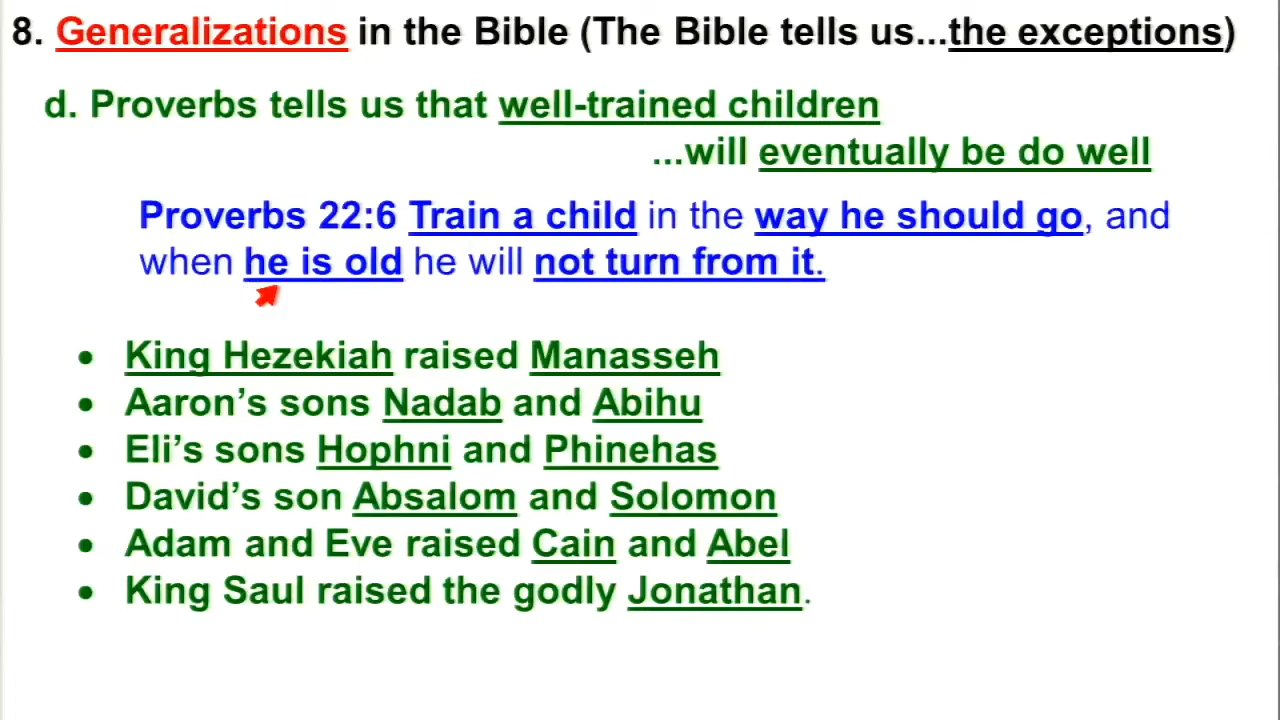 8. Generalizations in the Bible (The Bible tells us...the exceptions)
d. Proverbs tells us that well-trained children
...will eventually be do well
Proverbs 22:6 Train a child in the way he should go, and
when he is old he will not turn from it.
• King Hezekiah raised Manasseh
• Aaron’s sons Nadab and Abihu
• Eli’s sons Hophni and Phinehas
• David’s son Absalom and Solomon
• Adam and Eve raised Cain and Abel
• King Saul raised the godly Jonathan.